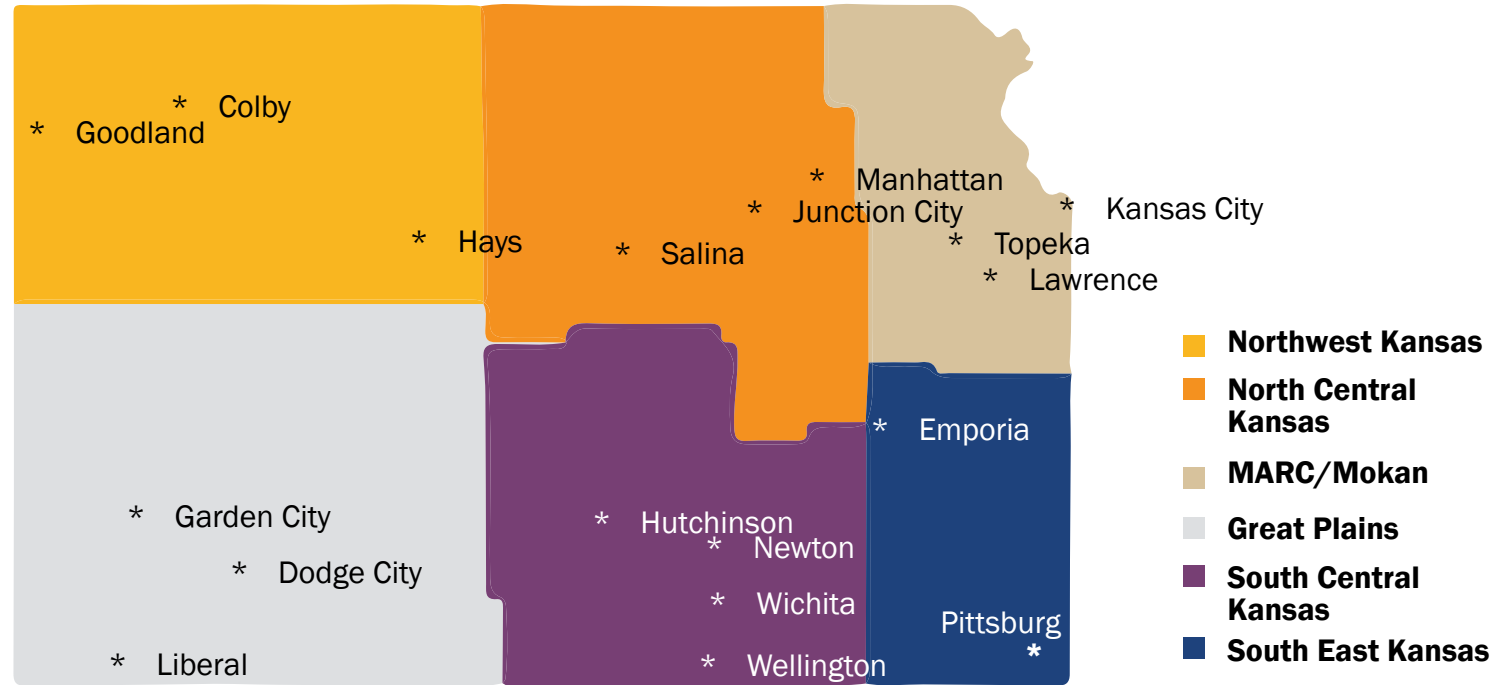 * Colby
* Goodland
* Manhattan
* Junction City
* Kansas City
* Hays
* Salina
* Topeka
* Lawrence
Northwest Kansas
North Central
Kansas
MARC/Mokan
Great Plains
South Central
Kansas
South East Kansas
* Emporia
* Garden City
* Hutchinson
* Newton
* Dodge City
* Wichita
Pittsburg
*
* Liberal
* Wellington